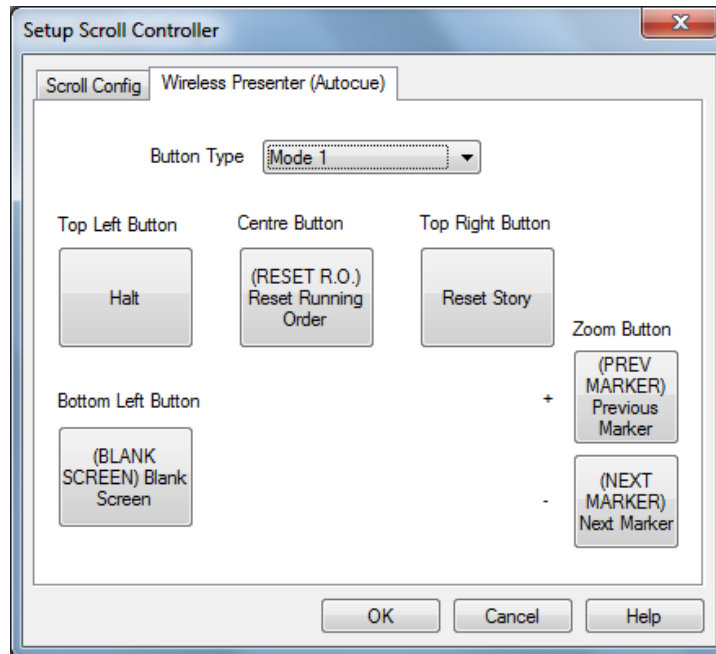 Setup Scroll Controller
x
Scroll Config
Wireless Presenter (Autocue)
Button Type
Mode 1
Top Left Button
Centre Button
Top Right Button
Halt
(RESET R.O.)
Reset Running
Order
Reset Story
Zoom Button
+
(PREV
MARKER)
Previous
Marker
Bottom Left Button
(BLANK
SCREEN) Blank
Screen
-
(NEXT
MARKER)
Next Marker
OK
Cancel
Help